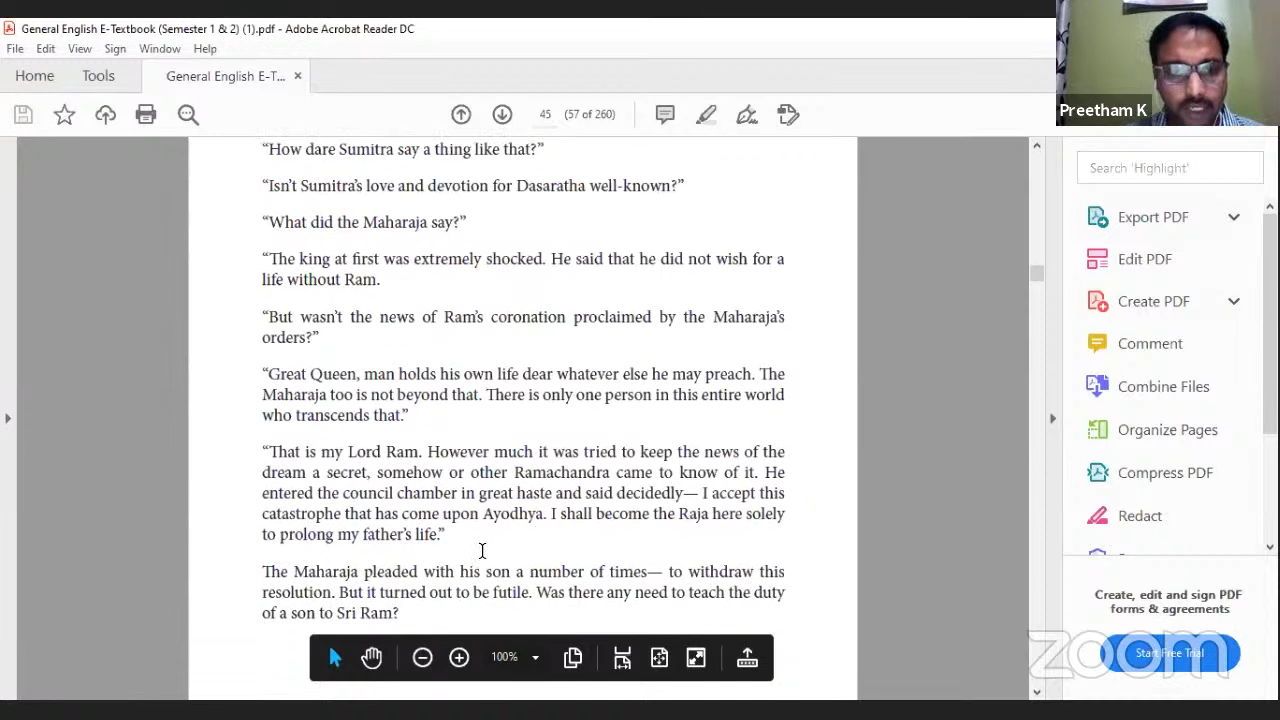 General English E-Textbook (Semester 1 & 2) (1).pdf - Adobe Acrobat Reader DC
File Edit View Sign Window Help
Home Tools General English E-T... ×
45 (57 of 260)
Preetham K
“How dare Sumitra say a thing like that?”
“Isn’t Sumitra’s love and devotion for Dasaratha well-known?”
“What did the Maharaja say?”
“The king at first was extremely shocked. He said that he did not wish for a
life without Ram.
“But wasn’t the news of Ram’s coronation proclaimed by the Maharaja’s
orders?”
“Great Queen, man holds his own life dear whatever else he may preach. The
Maharaja too is not beyond that. There is only one person in this entire world
who transcends that.”
“That is my Lord Ram. However much it was tried to keep the news of the
dream a secret, somehow or other Ramachandra came to know of it. He
entered the council chamber in great haste and said decidedly— I accept this
catastrophe that has come upon Ayodhya. I shall become the Raja here solely
to prolong my father’s life.”
The Maharaja pleaded with his son a number of times— to withdraw this
resolution. But it turned out to be futile. Was there any need to teach the duty
of a son to Sri Ram?
100%
Search 'Highlight'
Export PDF
Edit PDF
Create PDF
Comment
Combine Files
Organize Pages
Compress PDF
Redact
Create, edit and sign PDF
forms & agreements
Start Free Trial
zoom